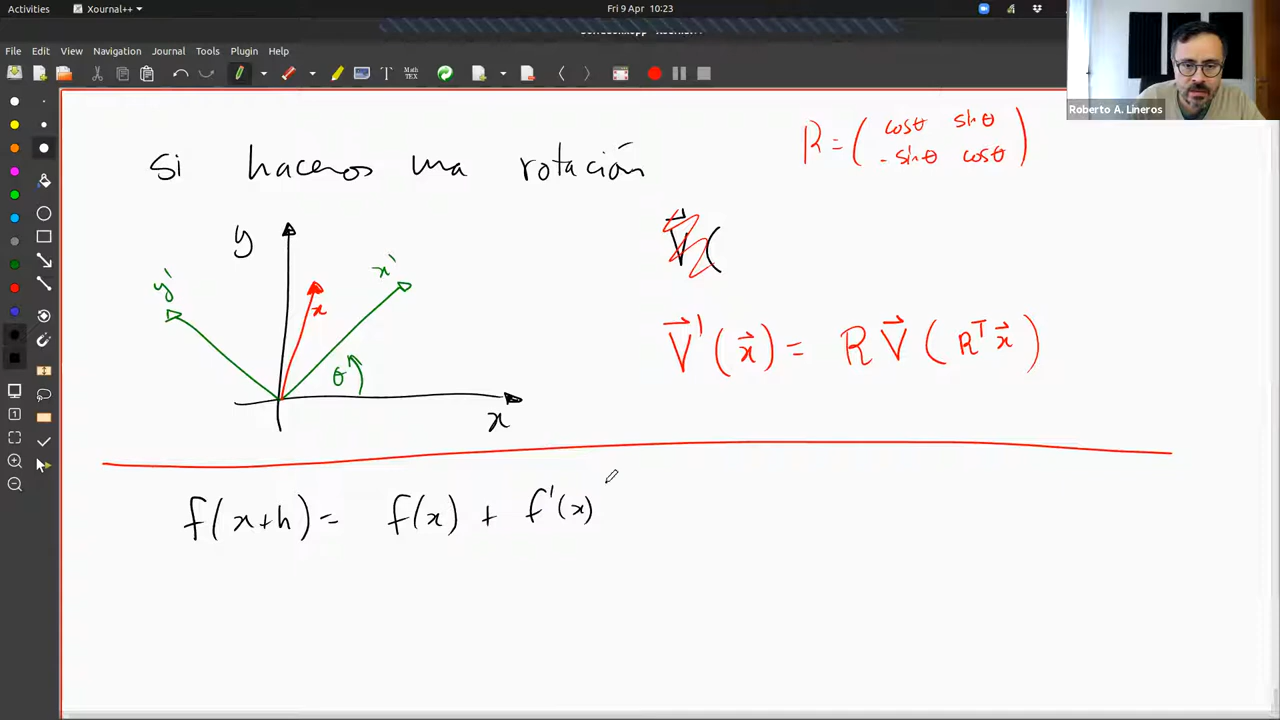 Activities Xournal++ Fri 9 Apr 10:23
File Edit View Navigation Journal Tools Plugin Help
Roberto A. Lineros
si hacemos una rotación
R = ( cosθ sinθ
-sinθ cosθ )
y
y'
x'
x
θ
x
V⃗ (
V⃗'(x⃗) = R V⃗ ( Rᵀ x⃗ )
f(x+h) = f(x) + f'(x)